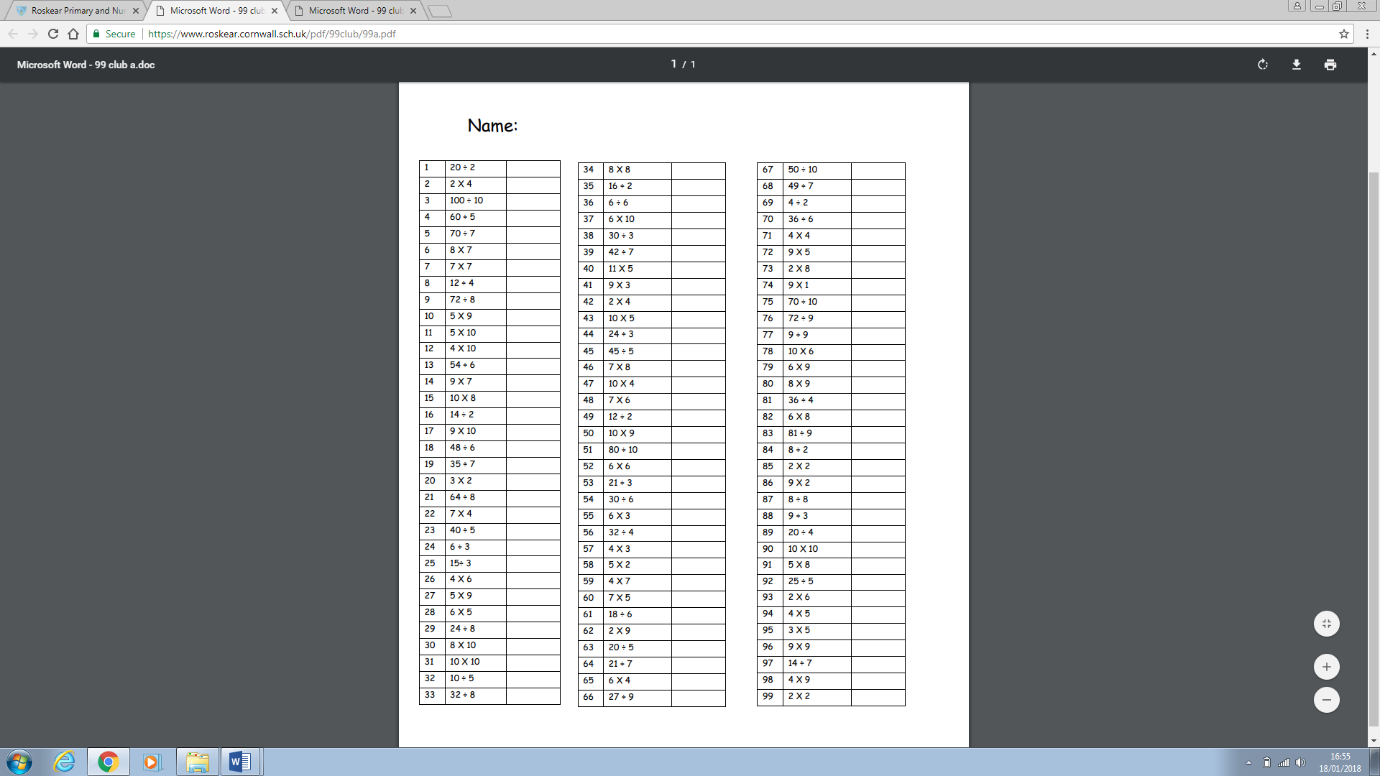 Roskear Primary and Nu
Microsoft Word - 99 club
Microsoft Word - 99 club
Secure https://www.roskear.cornwall.sch.uk/pdf/99club/99a.pdf
Microsoft Word - 99 club a.doc
1 / 1
Name:
1 20 ÷ 2
2 2 X 4
3 100 ÷ 10
4 60 ÷ 5
5 70 ÷ 7
6 8 X 7
7 7 X 7
8 12 ÷ 4
9 72 ÷ 8
10 5 X 9
11 5 X 10
12 4 X 10
13 54 ÷ 6
14 9 X 7
15 10 X 8
16 14 ÷ 2
17 9 X 10
18 48 ÷ 6
19 35 ÷ 7
20 3 X 2
21 64 ÷ 8
22 7 X 4
23 40 ÷ 5
24 6 ÷ 3
25 15÷ 3
26 4 X 6
27 5 X 9
28 6 X 5
29 24 ÷ 8
30 8 X 10
31 10 X 10
32 10 ÷ 5
33 32 ÷ 8
34 8 X 8
35 16 ÷ 2
36 6 ÷ 6
37 6 X 10
38 30 ÷ 3
39 42 ÷ 7
40 11 X 5
41 9 X 3
42 2 X 4
43 10 X 5
44 24 ÷ 3
45 45 ÷ 5
46 7 X 8
47 10 X 4
48 7 X 6
49 12 ÷ 2
50 10 X 9
51 80 ÷ 10
52 6 X 6
53 21 ÷ 3
54 30 ÷ 6
55 6 X 3
56 32 ÷ 4
57 4 X 3
58 5 X 2
59 4 X 7
60 7 X 5
61 18 ÷ 6
62 2 X 9
63 20 ÷ 5
64 21 ÷ 7
65 6 X 4
66 27 ÷ 9
67 50 ÷ 10
68 49 ÷ 7
69 4 ÷ 2
70 36 ÷ 6
71 4 X 4
72 9 X 5
73 2 X 8
74 9 X 1
75 70 ÷ 10
76 72 ÷ 9
77 9 ÷ 9
78 10 X 6
79 6 X 9
80 8 X 9
81 36 ÷ 4
82 6 X 8
83 81 ÷ 9
84 8 ÷ 2
85 2 X 2
86 9 X 2
87 8 ÷ 8
88 9 ÷ 3
89 20 ÷ 4
90 10 X 10
91 5 X 8
92 25 ÷ 5
93 2 X 6
94 4 X 5
95 3 X 5
96 9 X 9
97 14 ÷ 7
98 4 X 9
99 2 X 2
16:55
18/01/2018